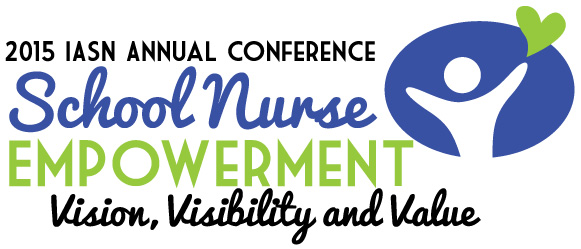 2015 IASN ANNUAL CONFERENCE
School Nurse
EMPOWERMENT
Vision, Visibility and Value